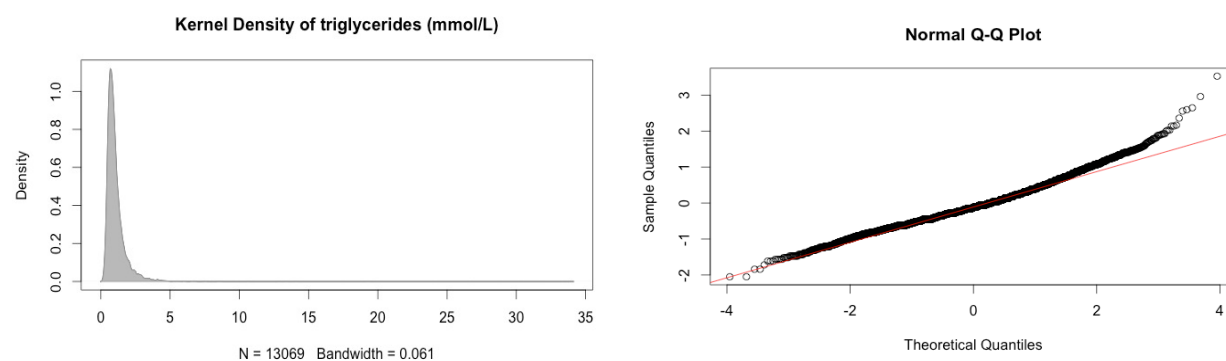 Kernel Density of triglycerides (mmol/L)
Density
0.0
0.2
0.4
0.6
0.8
1.0
0 5 10 15 20 25 30 35
N = 13069 Bandwidth = 0.061
Normal Q-Q Plot
Sample Quantiles
-2
-1
0
1
2
3
-4 -2 0 2 4
Theoretical Quantiles